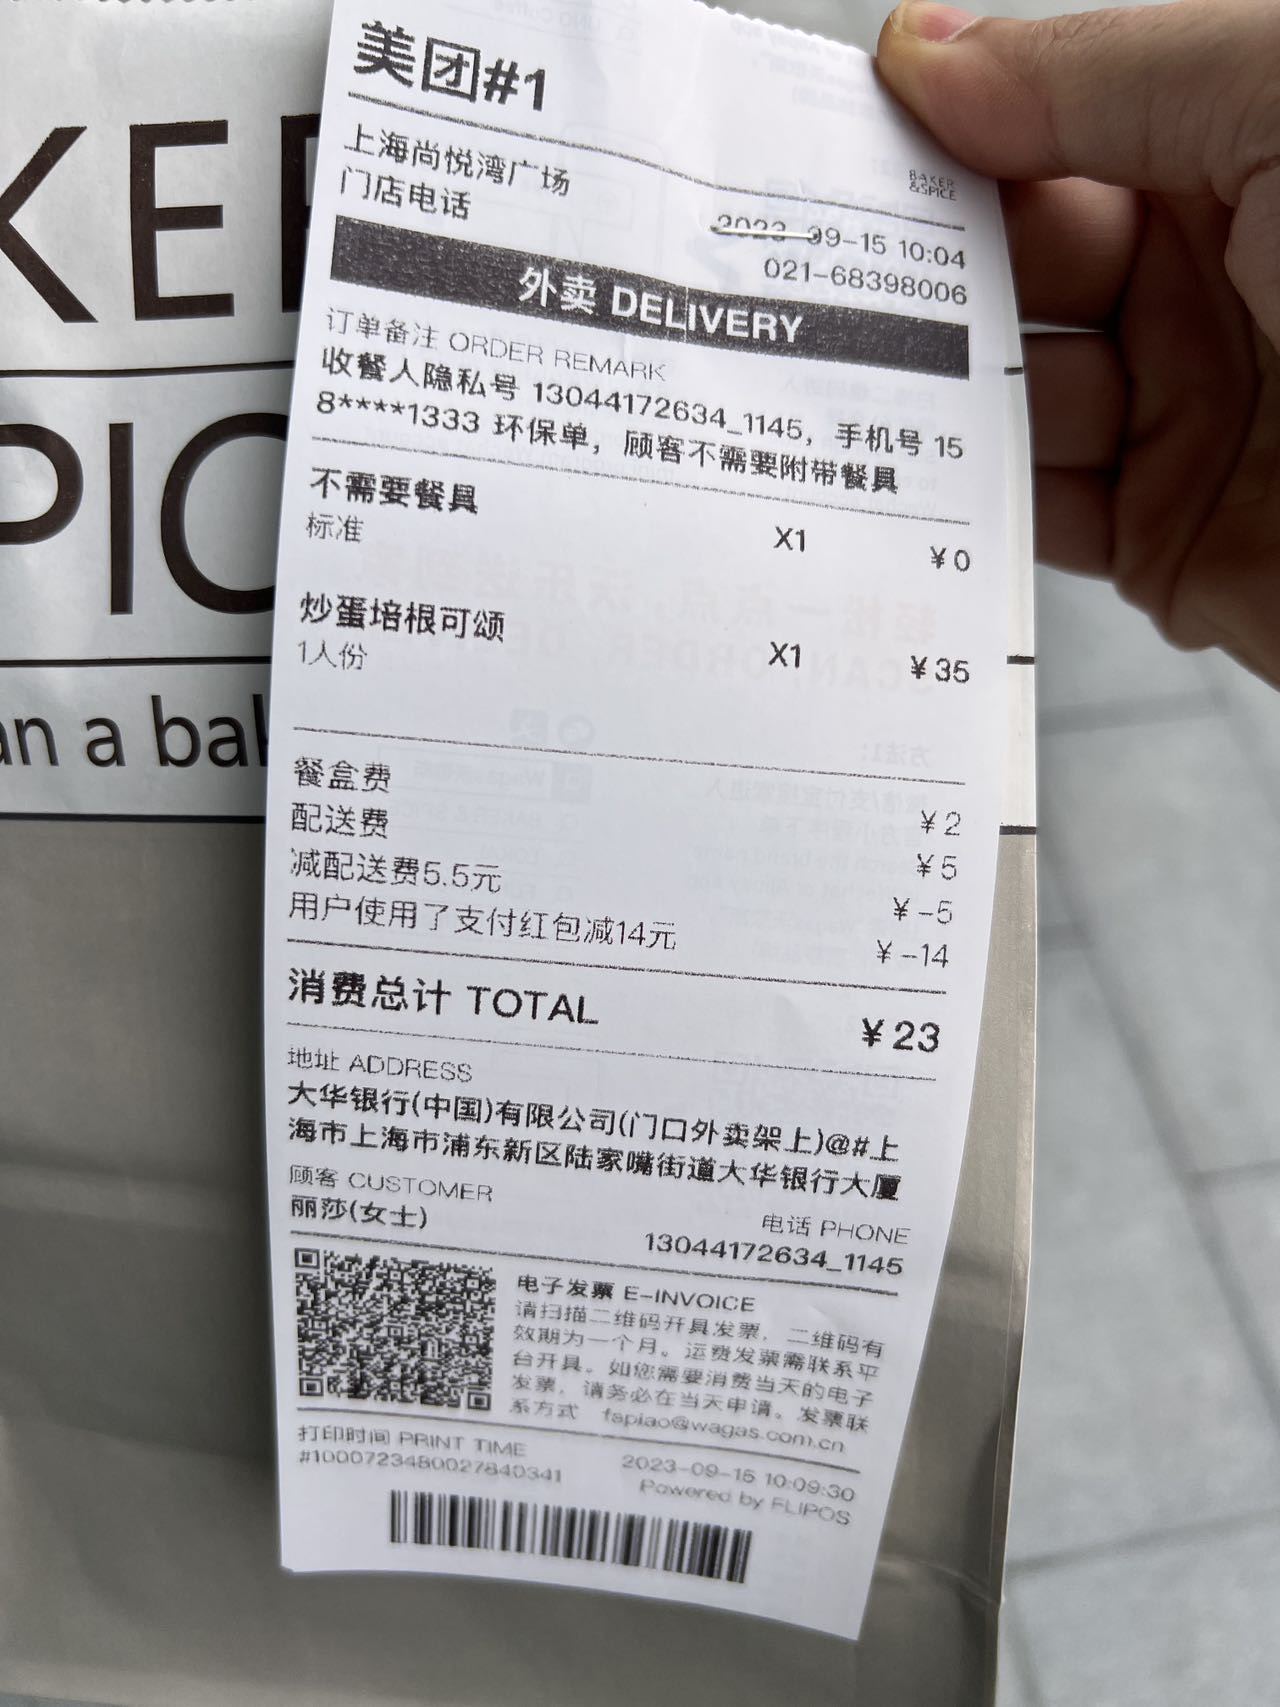 KE
PIC
an a bak
美团#1
BAKER
&SPICE
上海尚悦湾广场
2023-09-15 10:04
门店电话
021-68398006
外卖 DELIVERY
订单备注 ORDER REMARK
收餐人隐私号 13044172634_1145，手机号 15
8****1333 环保单，顾客不需要附带餐具
不需要餐具 X1 ¥0
标准
炒蛋培根可颂 X1 ¥35
1人份
餐盒费 ¥2
配送费 ¥5
减配送费5.5元 ¥-5
用户使用了支付红包减14元 ¥-14
消费总计 TOTAL ¥23
地址 ADDRESS
大华银行(中国)有限公司(门口外卖架上)@#上
海市上海市浦东新区陆家嘴街道大华银行大厦
顾客 CUSTOMER
丽莎(女士)
电话 PHONE
13044172634_1145
电子发票 E-INVOICE
请扫描二维码开具发票，二维码有
效期为一个月。运费发票需联系平
台开具。如您需要消费当天的电子
发票，请务必在当天申请。发票联
系方式 fapiao@wagas.com.cn
打印时间 PRINT TIME
2023-09-15 10:09:30
#1000723480027840341
Powered by FLIPOS